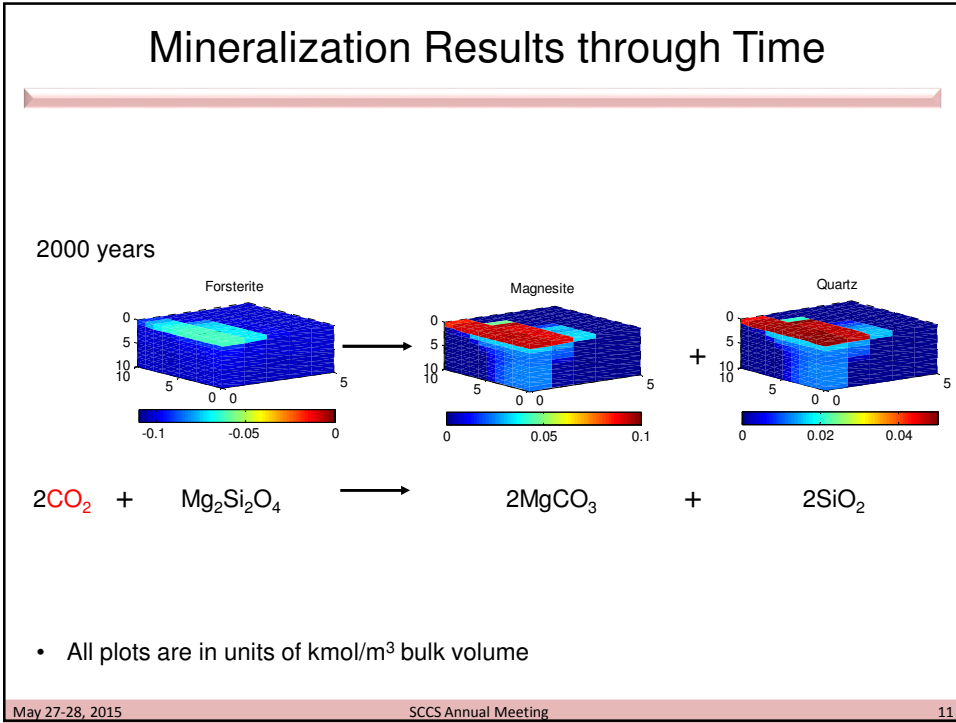 Mineralization Results through Time
2000 years
Forsterite
0
5
10
10
5
0 0
5
-0.1 -0.05 0
Magnesite
0
5
10
10
5
0 0
5
0 0.05 0.1
+
Quartz
0
5
10
10
5
0 0
5
0 0.02 0.04
2CO₂ + Mg₂Si₂O₄ → 2MgCO₃ + 2SiO₂
• All plots are in units of kmol/m³ bulk volume
May 27-28, 2015 SCCS Annual Meeting 11